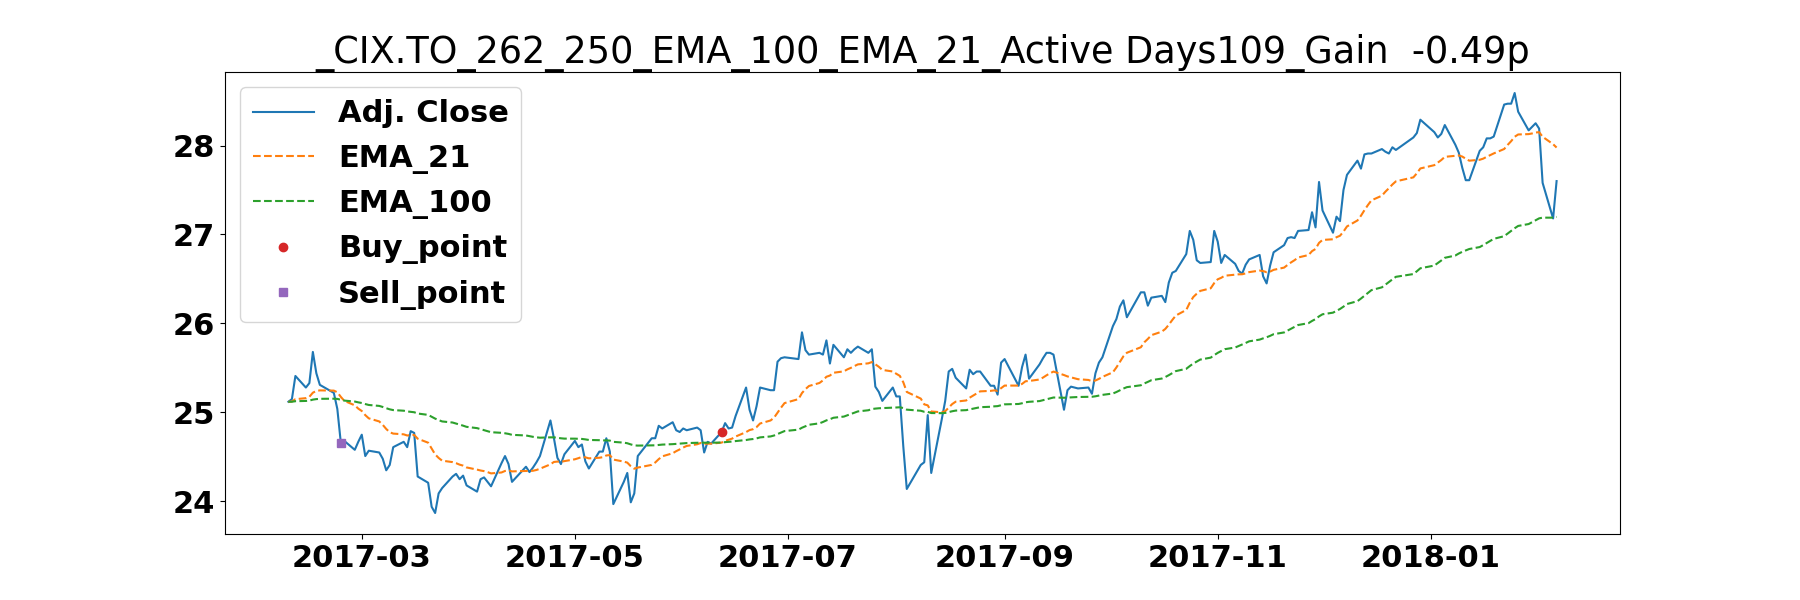 _CIX.TO_262_250_EMA_100_EMA_21_Active Days109_Gain  -0.49p
Adj. Close
EMA_21
EMA_100
Buy_point
Sell_point
28
27
26
25
24
2017-03 2017-05 2017-07 2017-09 2017-11 2018-01